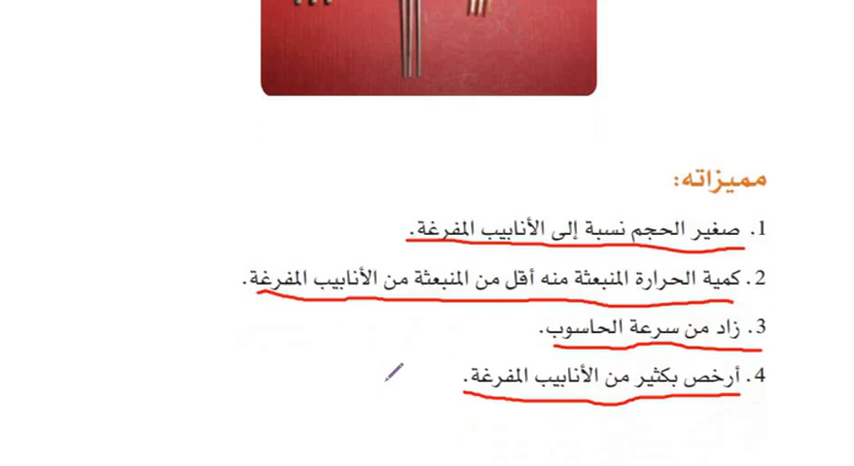 مميزاته:
1. صغير الحجم نسبة إلى الأنابيب المفرغة.
2. كمية الحرارة المنبعثة منه أقل من المنبعثة من الأنابيب المفرغة.
3. زاد من سرعة الحاسوب.
4. أرخص بكثير من الأنابيب المفرغة.